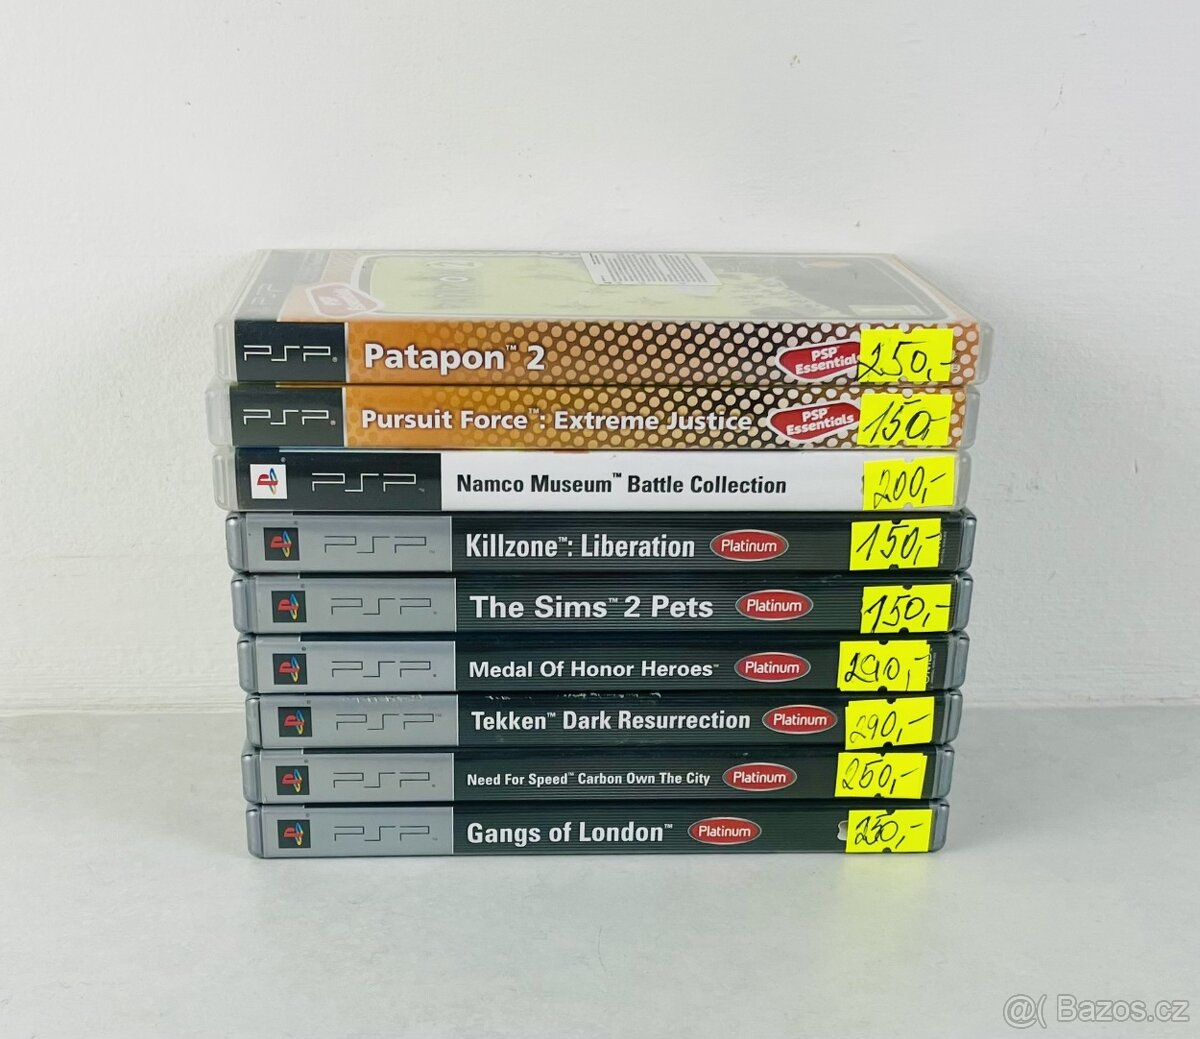 PSP Patapon™ 2 PSP Essentials 250,-
PSP Pursuit Force™: Extreme Justice PSP Essentials 150,-
PSP Namco Museum™ Battle Collection 200,-
PSP Killzone™: Liberation Platinum 150,-
PSP The Sims™ 2 Pets Platinum 150,-
PSP Medal Of Honor Heroes™ Platinum 290,-
PSP Tekken™ Dark Resurrection Platinum 290,-
PSP Need For Speed™ Carbon Own The City Platinum 250,-
PSP Gangs of London™ Platinum 250,-
@( Bazos.cz